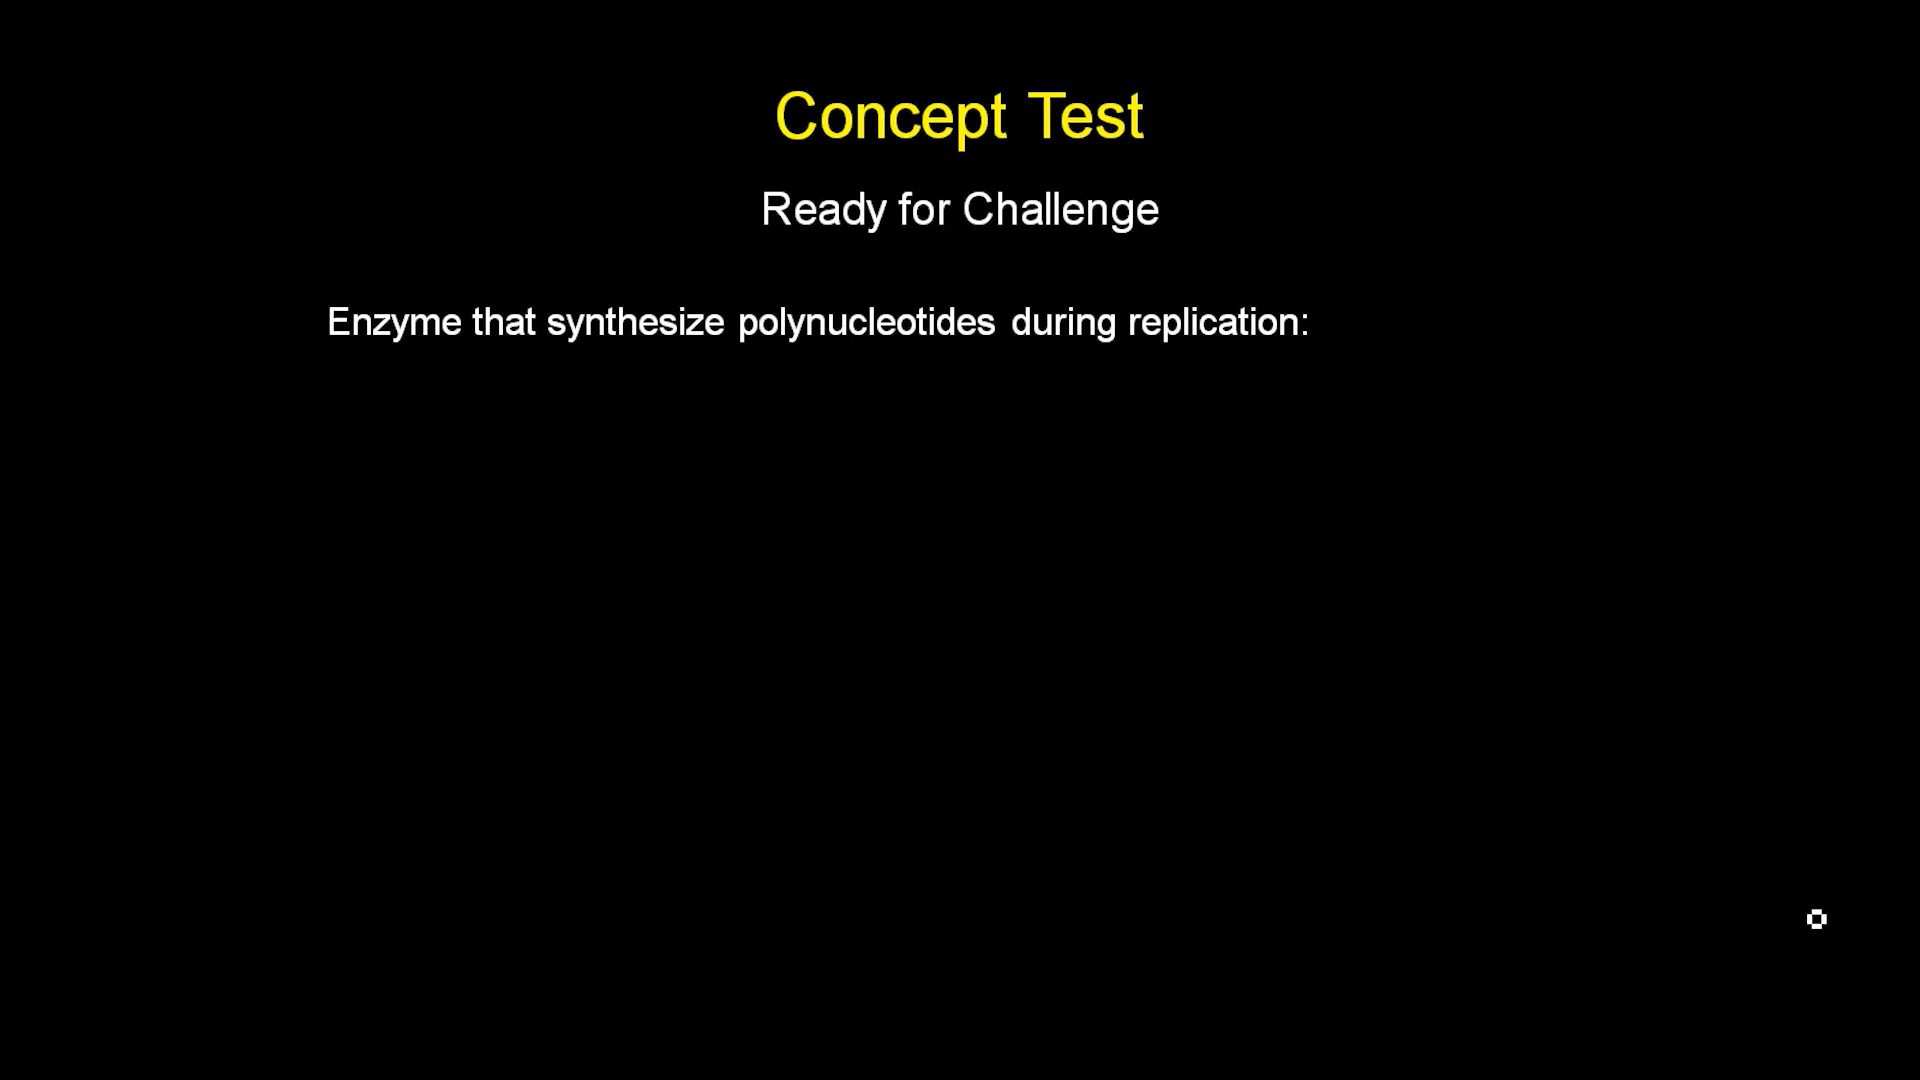 Concept Test
Ready for Challenge
Enzyme that synthesize polynucleotides during replication: